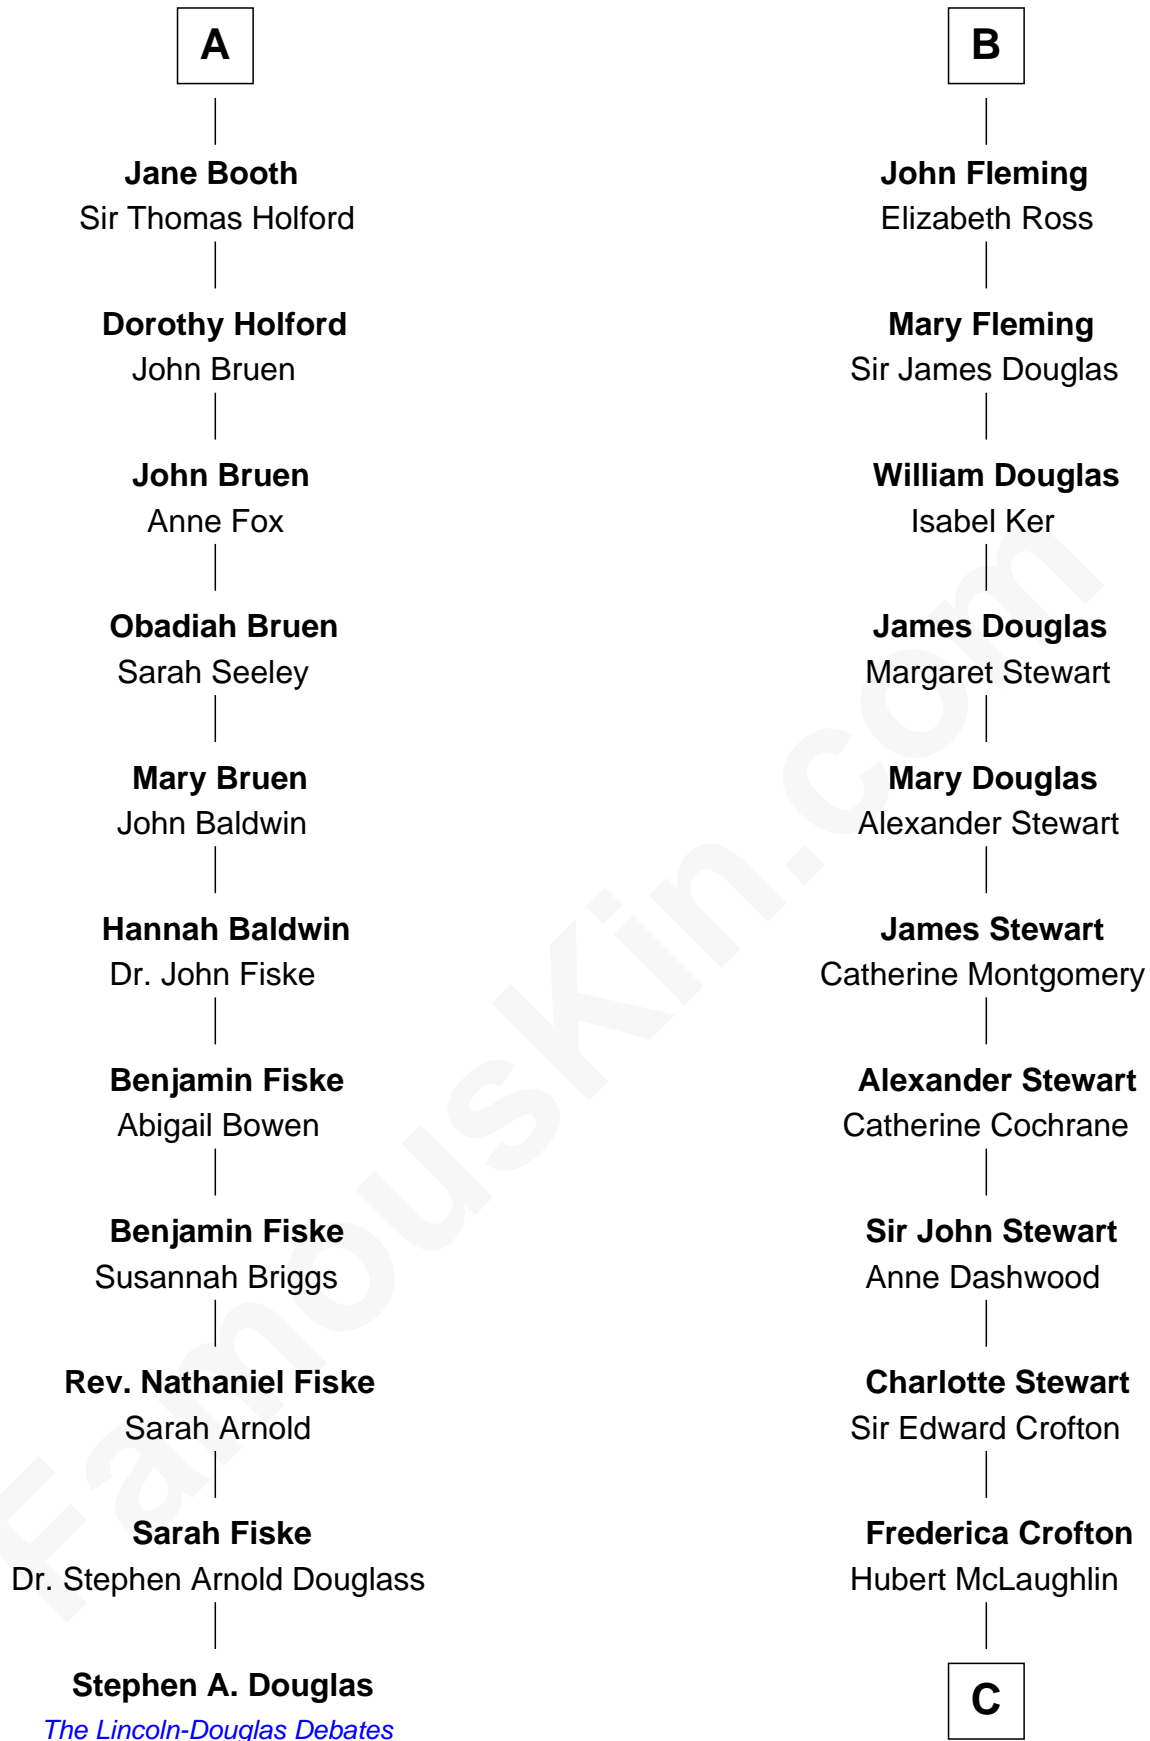 A
Jane Booth
Sir Thomas Holford
Dorothy Holford
John Bruen
John Bruen
Anne Fox
Obadiah Bruen
Sarah Seeley
Mary Bruen
John Baldwin
Hannah Baldwin
Dr. John Fiske
Benjamin Fiske
Abigail Bowen
Benjamin Fiske
Susannah Briggs
Rev. Nathaniel Fiske
Sarah Arnold
Sarah Fiske
Dr. Stephen Arnold Douglass
Stephen A. Douglas
The Lincoln-Douglas Debates
B
John Fleming
Elizabeth Ross
Mary Fleming
Sir James Douglas
William Douglas
Isabel Ker
James Douglas
Margaret Stewart
Mary Douglas
Alexander Stewart
James Stewart
Catherine Montgomery
Alexander Stewart
Catherine Cochrane
Sir John Stewart
Anne Dashwood
Charlotte Stewart
Sir Edward Crofton
Frederica Crofton
Hubert McLaughlin
C
FamousKin.com